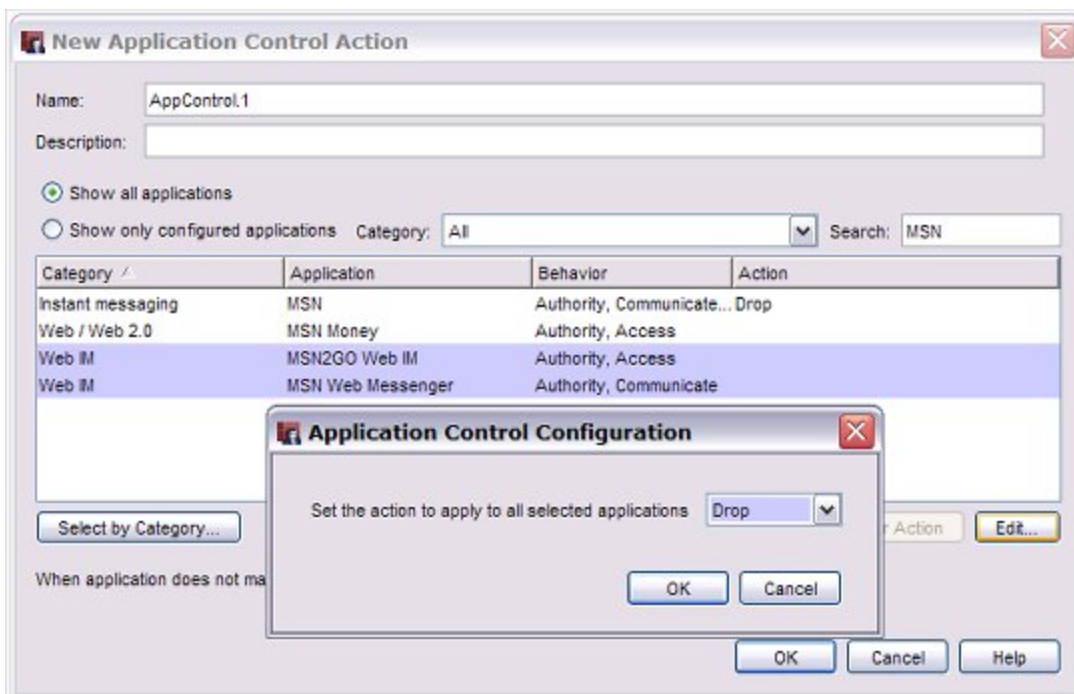 New Application Control Action
Name: AppControl.1
Description:
Show all applications
Show only configured applications Category: All Search: MSN
Category Application Behavior Action
Instant messaging MSN Authority, Communicate... Drop
Web / Web 2.0 MSN Money Authority, Access
Web IM MSN2GO Web IM Authority, Access
Web IM MSN Web Messenger Authority, Communicate
Application Control Configuration
Set the action to apply to all selected applications Drop
OK Cancel
Select by Category... Action Edit...
When application does not ma
OK Cancel Help